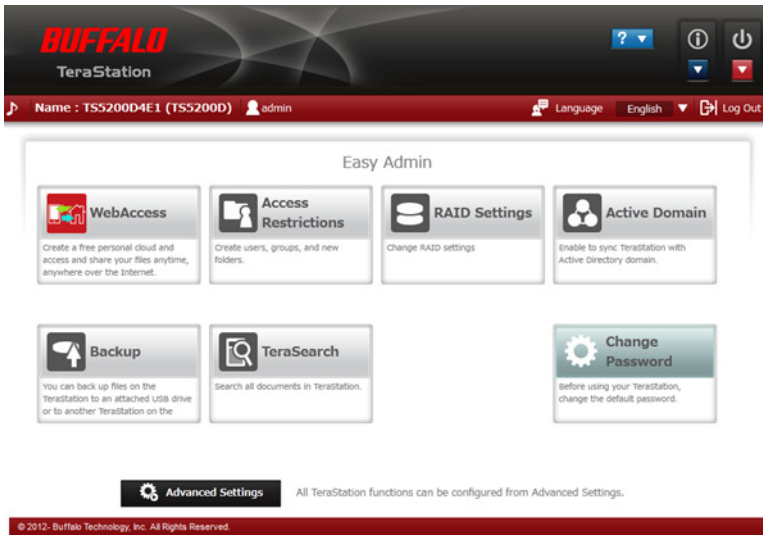 BUFFALO
TeraStation
?
Name : TS5200D4E1 (TS5200D)
admin
Language
English
Log Out
Easy Admin
WebAccess
Create a free personal cloud and
access and share your files anytime,
anywhere over the Internet.
Access
Restrictions
Create users, groups, and new
folders.
RAID Settings
Change RAID settings
Active Domain
Enable to sync TeraStation with
Active Directory domain.
Backup
You can back up files on the
TeraStation to an attached USB drive
or to another TeraStation on the
TeraSearch
Search all documents in TeraStation.
Change
Password
Before using your TeraStation,
change the default password.
Advanced Settings
All TeraStation functions can be configured from Advanced Settings.
© 2012- Buffalo Technology, Inc. All Rights Reserved.